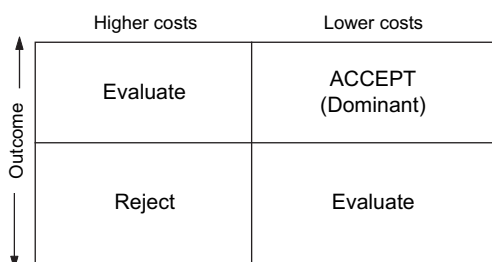 Higher costs
Lower costs
Outcome
Evaluate
ACCEPT
(Dominant)
Reject
Evaluate